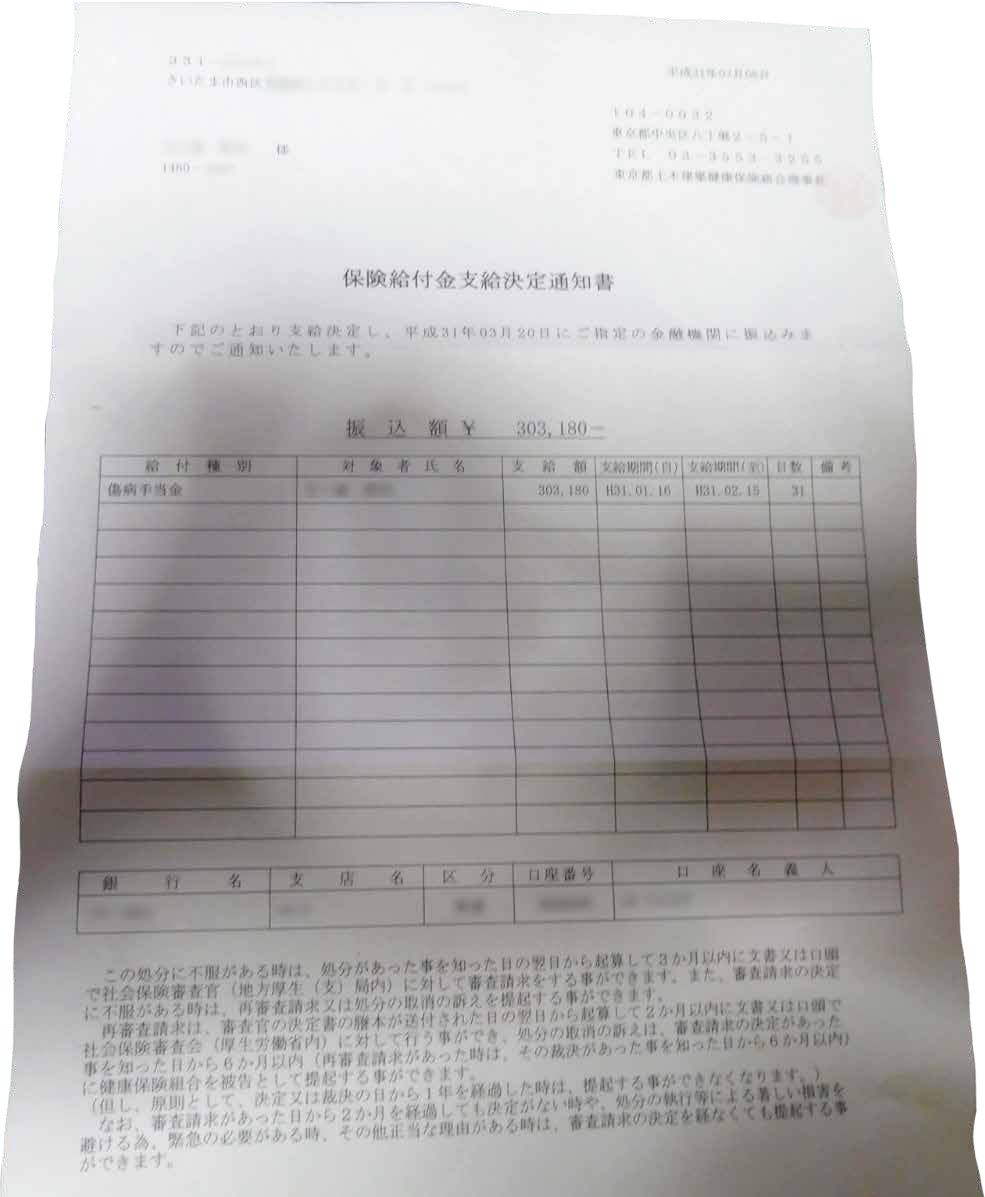 331
さいたま市西区
平成31年03月08日
104-0032
東京都中央区八丁堀2-5-1
TEL 03-3553-3255
東京都土木建築健康保険組合理事長
様
1460-
保険給付金支給決定通知書
下記のとおり支給決定し、平成31年03月20日にご指定の金融機関に振込みま
すのでご通知いたします。
振込額¥ 303,180-
給付種別 対象者氏名 支給額 支給期間(自) 支給期間(至) 日数 備考
傷病手当金 303,180 H31.01.16 H31.02.15 31
銀行名 支店名 区分 口座番号 口座名義人
この処分に不服がある時は、処分があった事を知った日の翌日から起算して3か月以内に文書又は口頭
で社会保険審査官(地方厚生(支)局内)に対して審査請求をする事ができます。また、審査請求の決定
に不服がある時は、再審査請求又は処分の取消の訴えを提起する事ができます。
再審査請求は、審査官の決定書の謄本が送付された日の翌日から起算して2か月以内に文書又は口頭で
社会保険審査会(厚生労働省内)に対して行う事ができ、処分の取消の訴えは、審査請求の決定があった
事を知った日から6か月以内(再審査請求があった時は、その裁決があった事を知った日から6か月以内)
に健康保険組合を被告として提起する事ができます。
(但し、原則として、決定又は裁決の日から1年を経過した時は、提起する事ができなくなります。)
なお、審査請求があった日から2か月を経過しても決定がない時や、処分の執行等による著しい損害を
避ける為、緊急の必要がある時、その他正当な理由がある時は、審査請求の決定を経なくても提起する事
ができます。